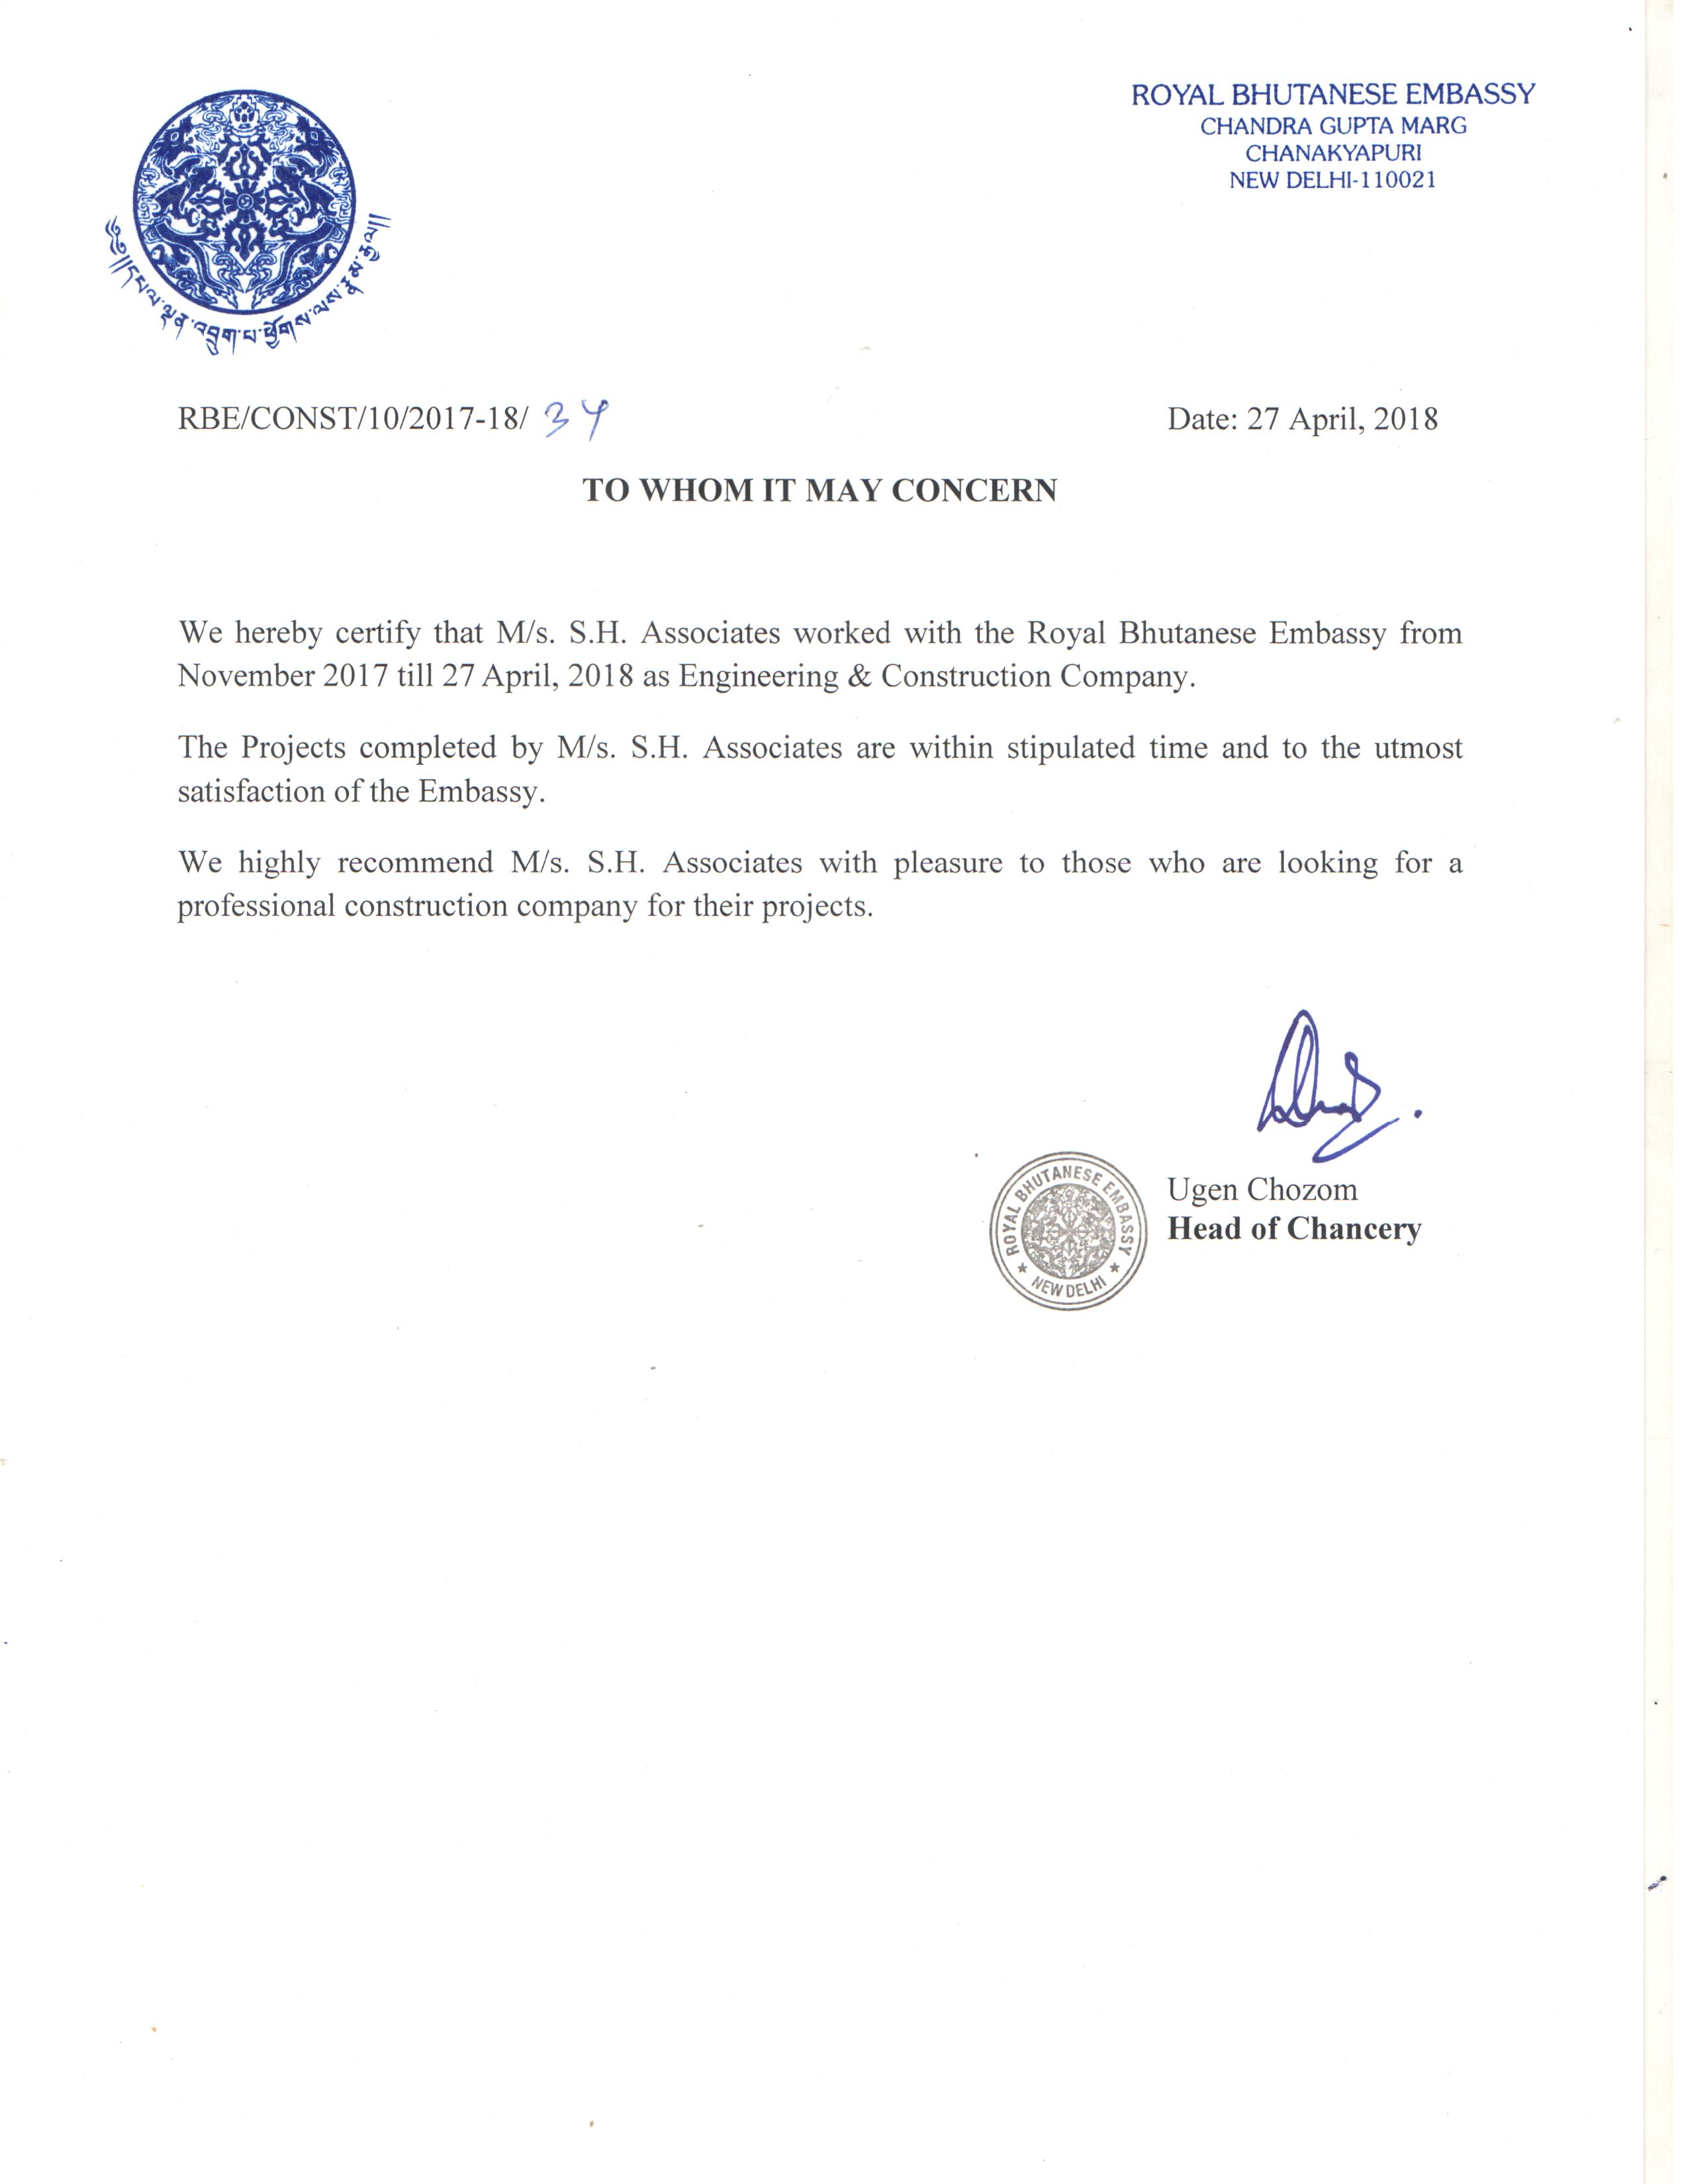 ROYAL BHUTANESE EMBASSY
CHANDRA GUPTA MARG
CHANAKYAPURI
NEW DELHI-110021
༄༅།།དཔལ་ལྡན་འབྲུག་པ་ཕྱོགས་ལས་རྣམ་རྒྱལ།།
RBE/CONST/10/2017-18/ 34
Date: 27 April, 2018
TO WHOM IT MAY CONCERN
We hereby certify that M/s. S.H. Associates worked with the Royal Bhutanese Embassy from
November 2017 till 27 April, 2018 as Engineering & Construction Company.
The Projects completed by M/s. S.H. Associates are within stipulated time and to the utmost
satisfaction of the Embassy.
We highly recommend M/s. S.H. Associates with pleasure to those who are looking for a
professional construction company for their projects.
Ugen Chozom
Head of Chancery
ROYAL BHUTANESE EMBASSY
★ NEW DELHI ★